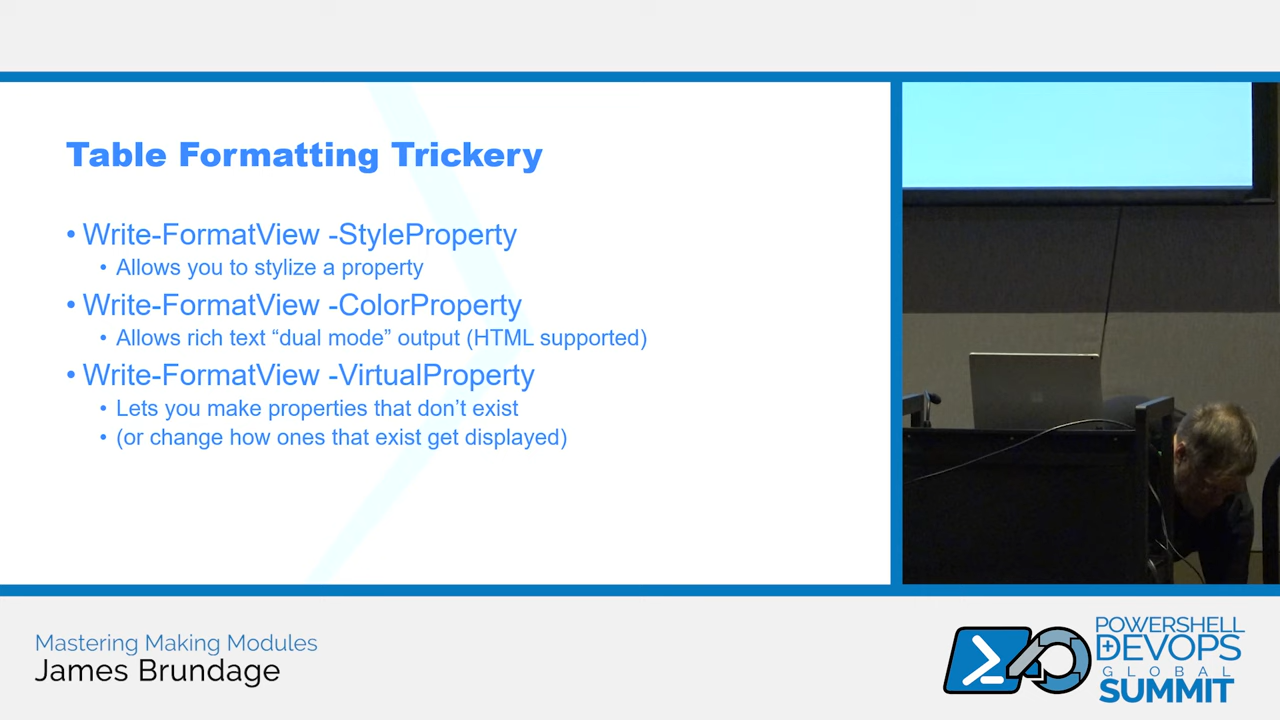 Table Formatting Trickery
• Write-FormatView -StyleProperty
• Allows you to stylize a property
• Write-FormatView -ColorProperty
• Allows rich text “dual mode” output (HTML supported)
• Write-FormatView -VirtualProperty
• Lets you make properties that don’t exist
• (or change how ones that exist get displayed)
Mastering Making Modules
James Brundage
POWERSHELL
DEVOPS
GLOBAL
SUMMIT